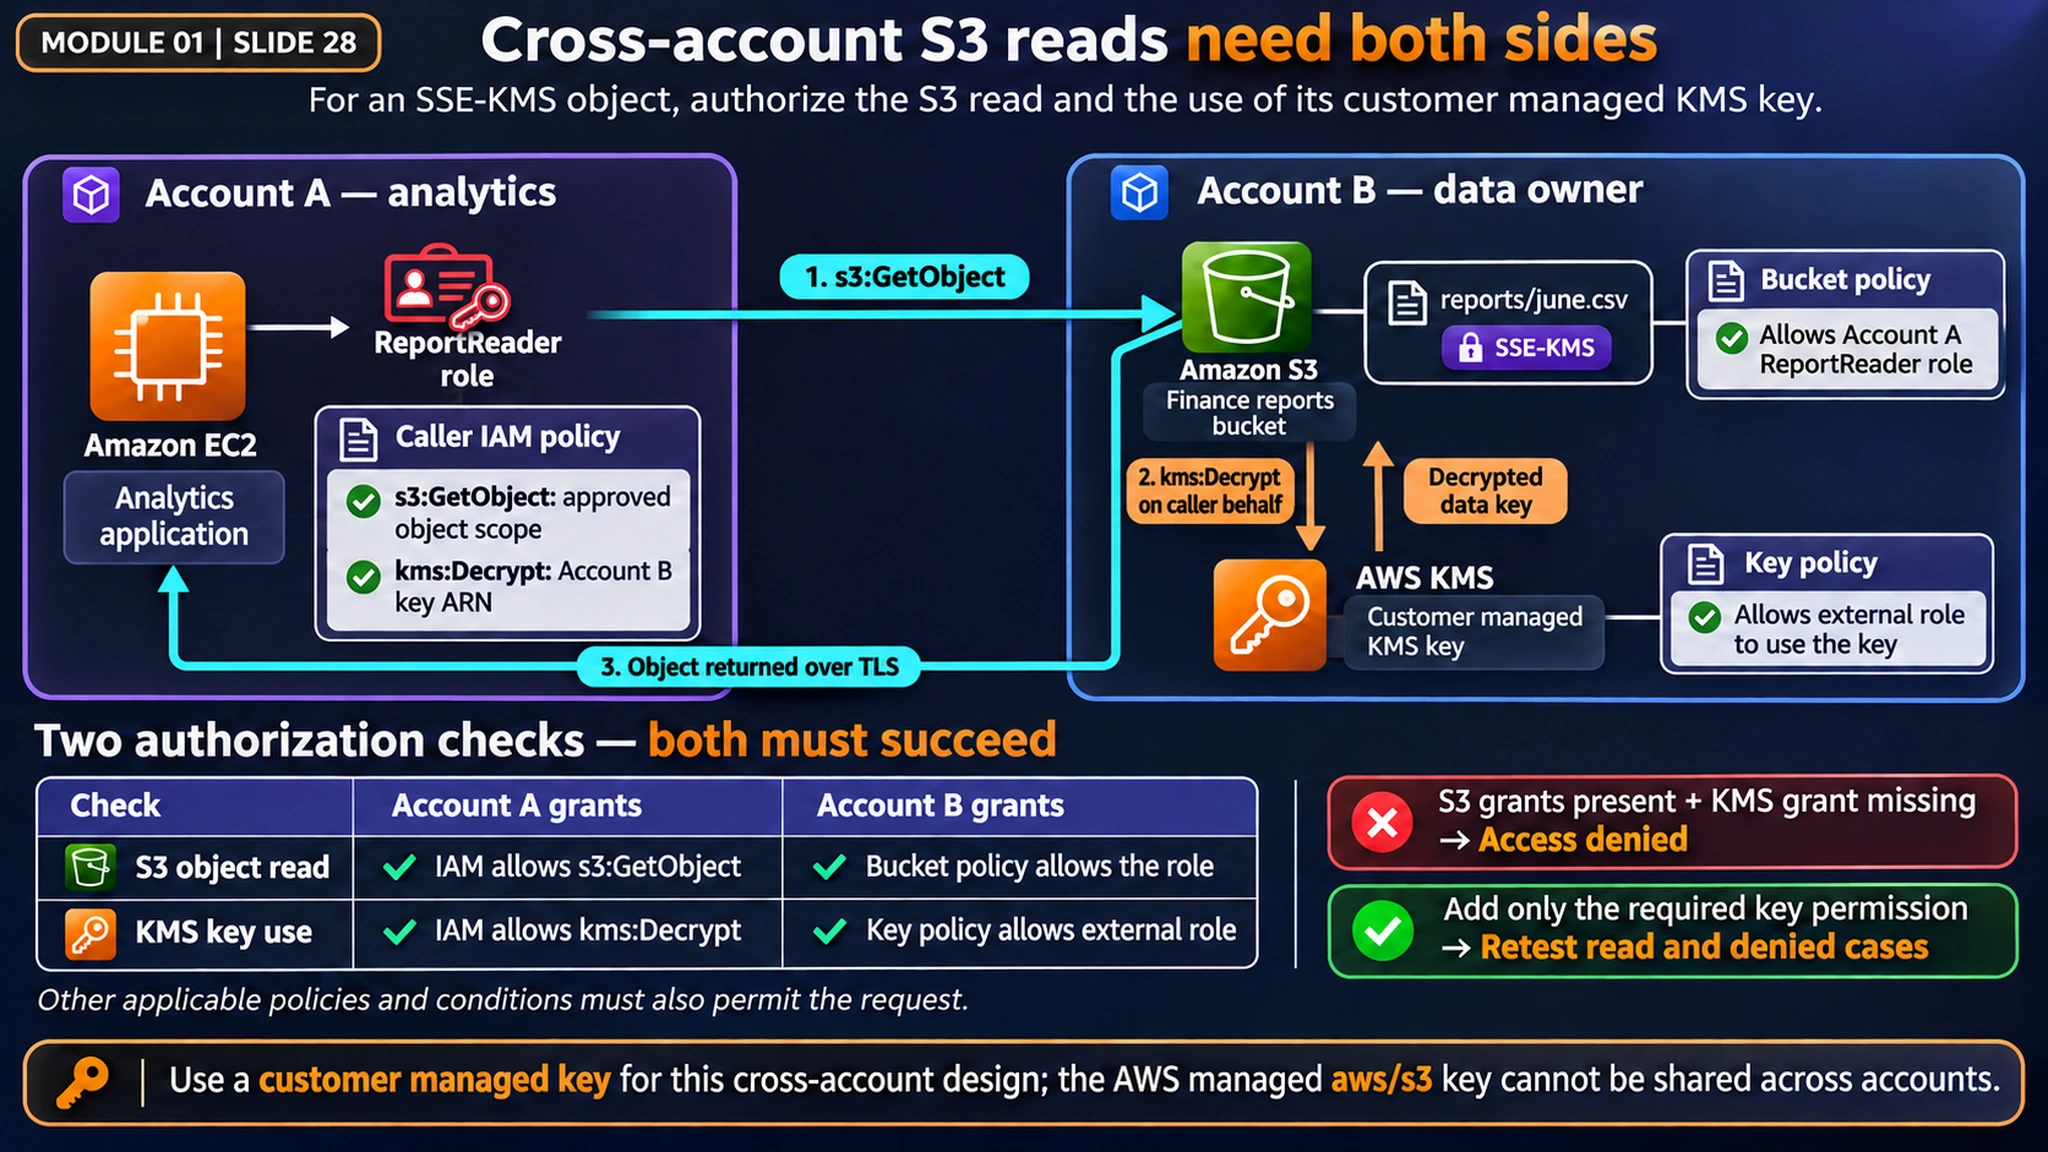 MODULE 01 | SLIDE 28
Cross-account S3 reads need both sides
For an SSE-KMS object, authorize the S3 read and the use of its customer managed KMS key.
Account A — analytics
Amazon EC2
Analytics
application
ReportReader
role
Caller IAM policy
s3:GetObject: approved
object scope
kms:Decrypt: Account B
key ARN
1. s3:GetObject
3. Object returned over TLS
Account B — data owner
Amazon S3
Finance reports
bucket
reports/june.csv
SSE-KMS
Bucket policy
Allows Account A
ReportReader role
2. kms:Decrypt
on caller behalf
Decrypted
data key
AWS KMS
Customer managed
KMS key
Key policy
Allows external role
to use the key
Two authorization checks — both must succeed
Check
Account A grants
Account B grants
S3 object read
IAM allows s3:GetObject
Bucket policy allows the role
KMS key use
IAM allows kms:Decrypt
Key policy allows external role
S3 grants present + KMS grant missing
→ Access denied
Add only the required key permission
→ Retest read and denied cases
Other applicable policies and conditions must also permit the request.
Use a customer managed key for this cross-account design; the AWS managed aws/s3 key cannot be shared across accounts.